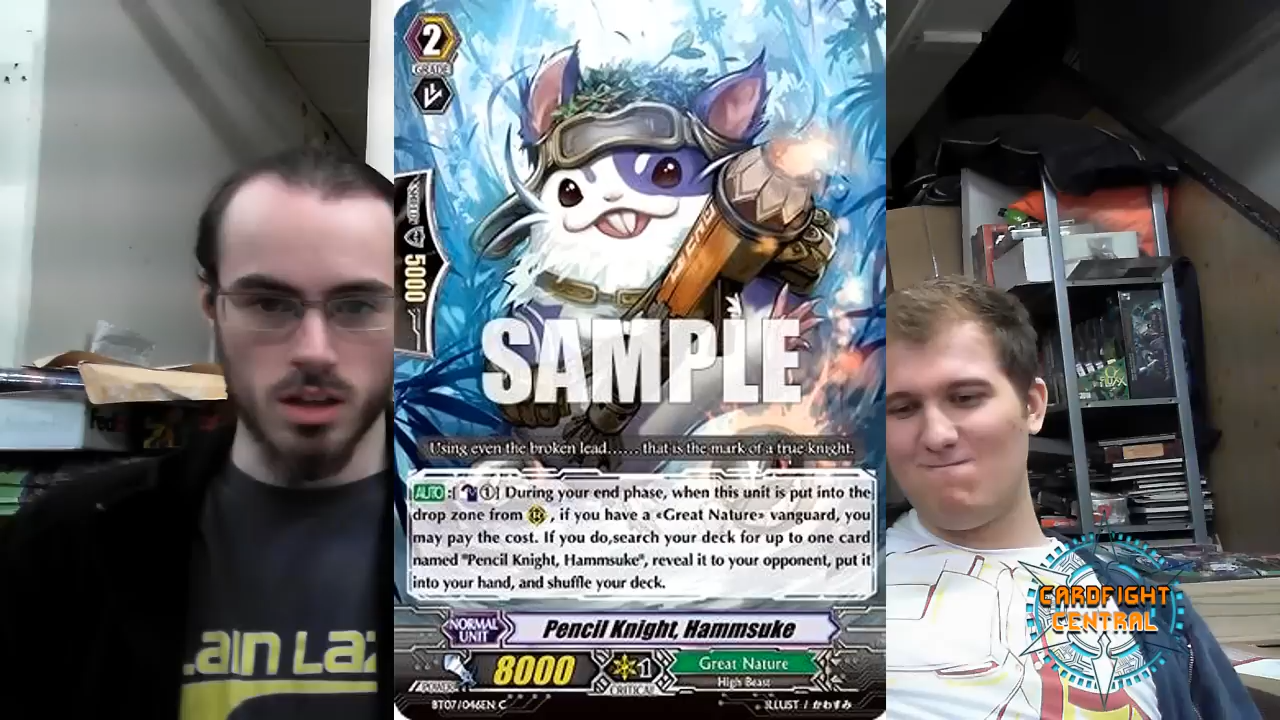 2
GRADE
5000
SAMPLE
Using even the broken lead...... that is the mark of a true knight.
AUTO :[ ①] During your end phase, when this unit is put into the
drop zone from R , if you have a «Great Nature» vanguard, you
may pay the cost. If you do,search your deck for up to one card
named "Pencil Knight, Hammsuke", reveal it to your opponent, put it
into your hand, and shuffle your deck.
NORMAL
UNIT
Pencil Knight, Hammsuke
POWER
8000
1
CRITICAL
Great Nature
High Beast
BT07/046EN C
ILLUST / かわすみ
CARDFIGHT
CENTRAL